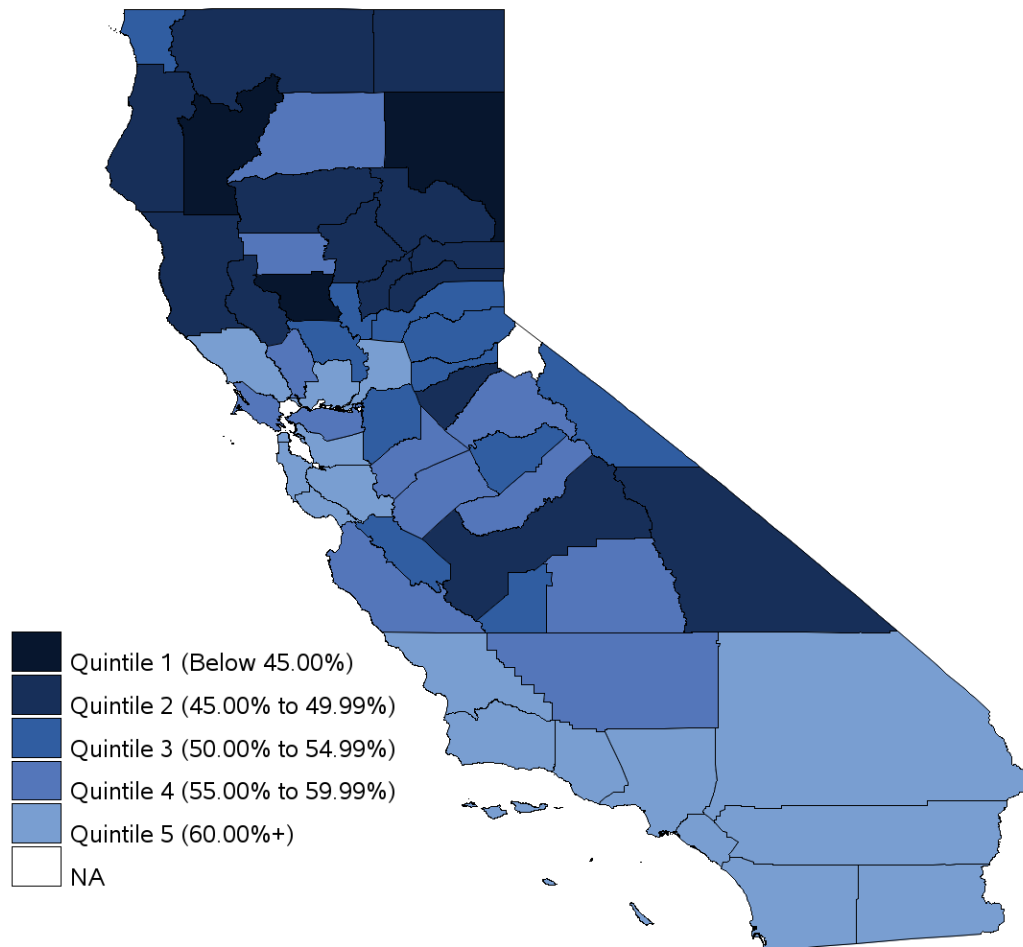 Quintile 1 (Below 45.00%)
Quintile 2 (45.00% to 49.99%)
Quintile 3 (50.00% to 54.99%)
Quintile 4 (55.00% to 59.99%)
Quintile 5 (60.00%+)
NA